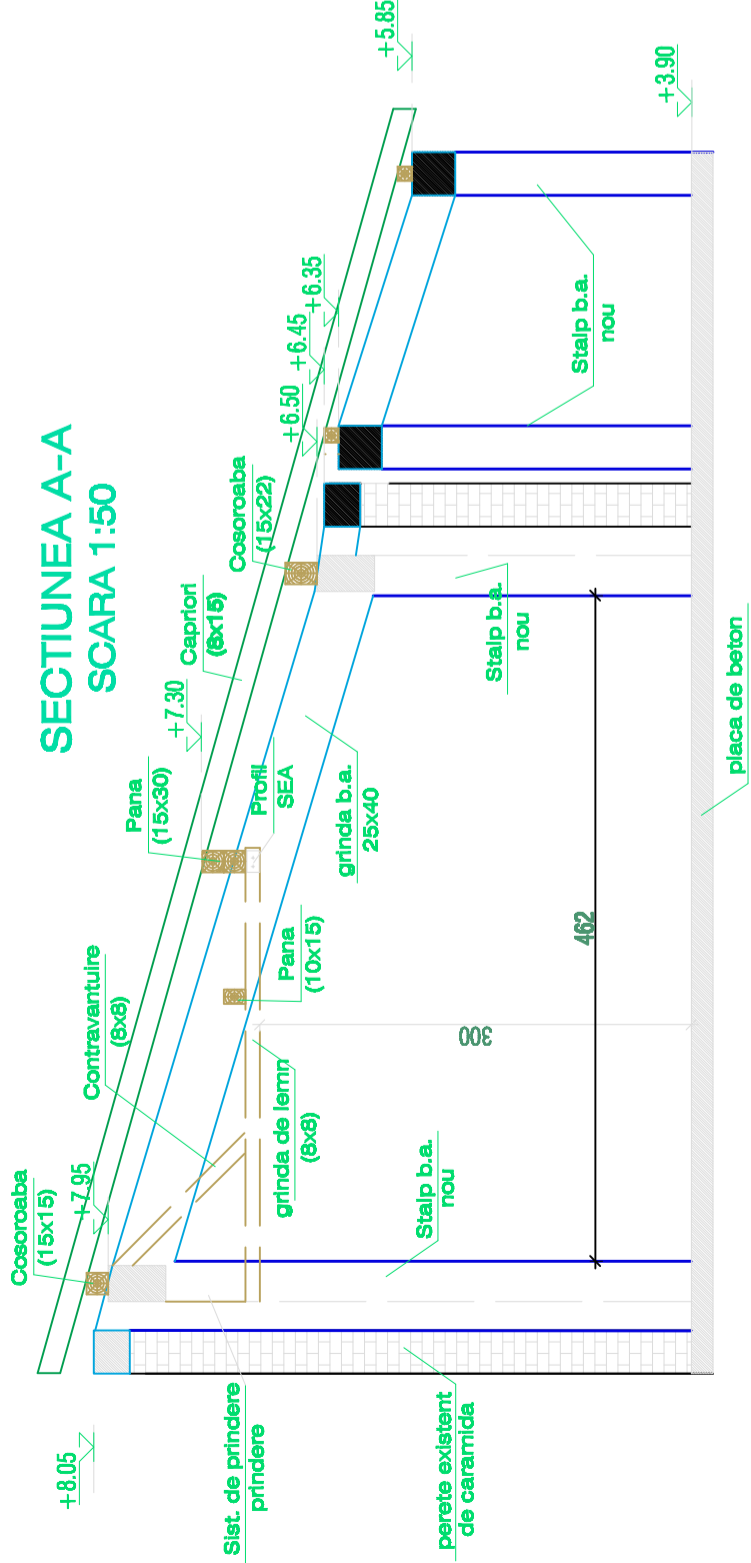 SECTIUNEA A-A
SCARA 1:50
+8.05
Cosoroaba
(15x15)
+7.95
Contravantuire
(8x8)
Pana
(15x30)
+7.30
Capriori
(8x15)
Cosoroaba
(15x22)
+6.50
+6.45
+6.35
+5.85
+3.90
Profil
SEA
grinda b.a.
25x40
Pana
(10x15)
grinda de lemn
(8x8)
300
462
Sist. de prindere
prindere
perete existent
de caramida
Stalp b.a.
nou
Stalp b.a.
nou
Stalp b.a.
nou
placa de beton